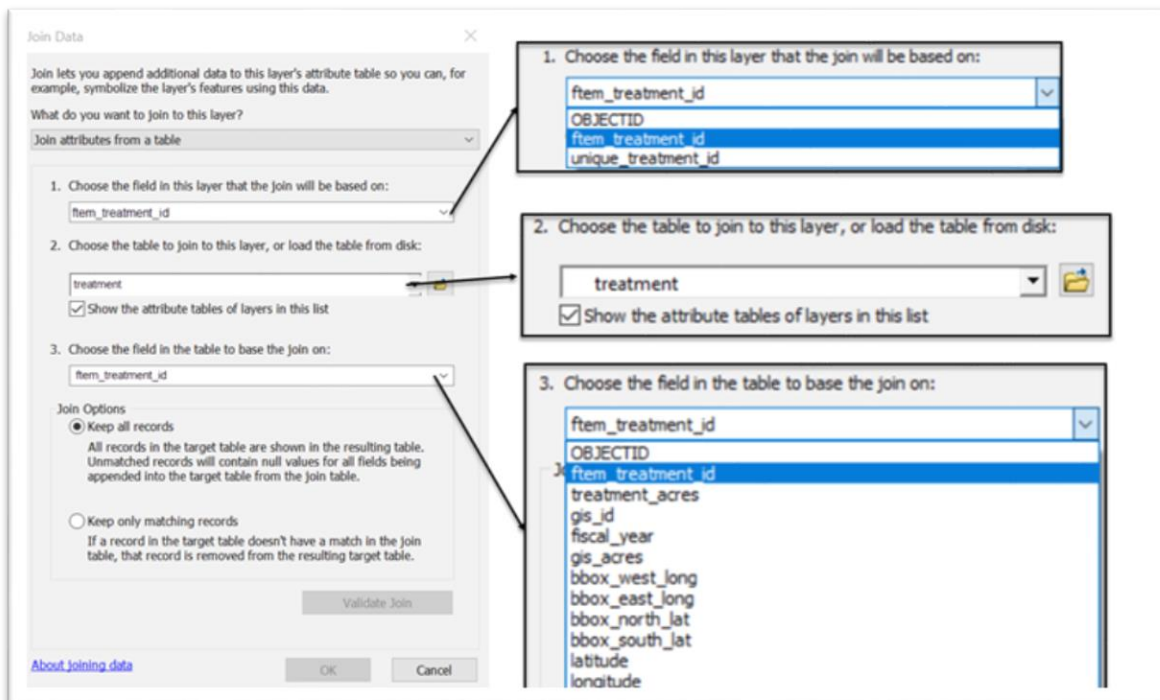 Join Data
Join lets you append additional data to this layer's attribute table so you can, for
example, symbolize the layer's features using this data.
What do you want to join to this layer?
Join attributes from a table
1. Choose the field in this layer that the join will be based on:
ftem_treatment_id
2. Choose the table to join to this layer, or load the table from disk:
treatment
Show the attribute tables of layers in this list
3. Choose the field in the table to base the join on:
ftem_treatment_id
Join Options
Keep all records
All records in the target table are shown in the resulting table.
Unmatched records will contain null values for all fields being
appended into the target table from the join table.
Keep only matching records
If a record in the target table doesn't have a match in the join
table, that record is removed from the resulting target table.
Validate Join
About joining data
OK
Cancel
1. Choose the field in this layer that the join will be based on:
ftem_treatment_id
OBJECTID
ftem_treatment_id
unique_treatment_id
2. Choose the table to join to this layer, or load the table from disk:
treatment
Show the attribute tables of layers in this list
3. Choose the field in the table to base the join on:
ftem_treatment_id
Jo
OBJECTID
ftem_treatment_id
treatment_acres
gis_id
fiscal_year
gis_acres
bbox_west_long
bbox_east_long
bbox_north_lat
bbox_south_lat
latitude
longitude